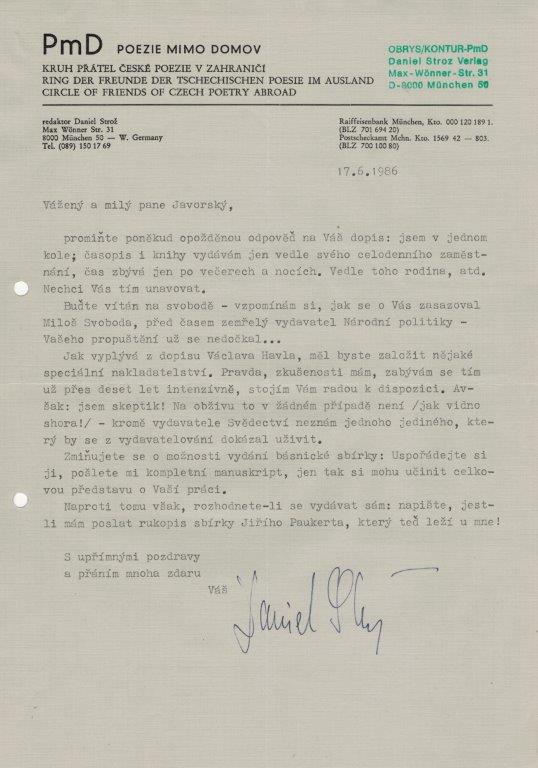 PmD POEZIE MIMO DOMOV
KRUH PŘÁTEL ČESKÉ POEZIE V ZAHRANIČÍ
RING DER FREUNDE DER TSCHECHISCHEN POESIE IM AUSLAND
CIRCLE OF FRIENDS OF CZECH POETRY ABROAD
OBRYS/KONTUR-PmD
Daniel Stroz Verlag
Max-Wönner-Str. 31
D-8000 München 50
redaktor Daniel Strož
Max Wönner Str. 31
8000 München 50 — W. Germany
Tel. (089) 150 17 69
Raiffeisenbank München, Kto. 000 120 189 1.
(BLZ 701 694 20)
Postscheckamt Mchn. Kto. 1569 42 — 803.
(BLZ 700 100 80)
17.6.1986
Vážený a milý pane Javorský,
promiňte poněkud opožděnou odpověď na Váš dopis: jsem v jednom
kole; časopis i knihy vydávám jen vedle svého celodenního zaměst-
nání, čas zbývá jen po večerech a nocích. Vedle toho rodina, atd.
Nechci Vás tím unavovat.
Buďte vítán na svobodě - vzpomínám si, jak se o Vás zasazoval
Miloš Svoboda, před časem zemřelý vydavatel Národní politiky -
Vašeho propuštění už se nedočkal...
Jak vyplývá z dopisu Václava Havla, měl byste založit nějaké
speciální nakladatelství. Pravda, zkušenosti mám, zabývám se tím
už přes deset let intenzívně, stojím Vám radou k dispozici. Av-
šak: jsem skeptik! Na obživu to v žádném případě není /jak vidno
shora!/ - kromě vydavatele Svědectví neznám jednoho jediného, kte-
rý by se z vydavatelování dokázal uživit.
Zmiňujete se o možnosti vydání básnické sbírky: Uspořádejte si
ji, pošlete mi kompletní manuskript, jen tak si mohu učinit celko-
vou představu o Vaší práci.
Naproti tomu však, rozhodnete-li se vydávat sám: napište, jest-
li mám poslat rukopis sbírky Jiřího Paukerta, který teď leží u mne!
S upřímnými pozdravy
a přáním mnoha zdaru
Váš
Daniel Strož